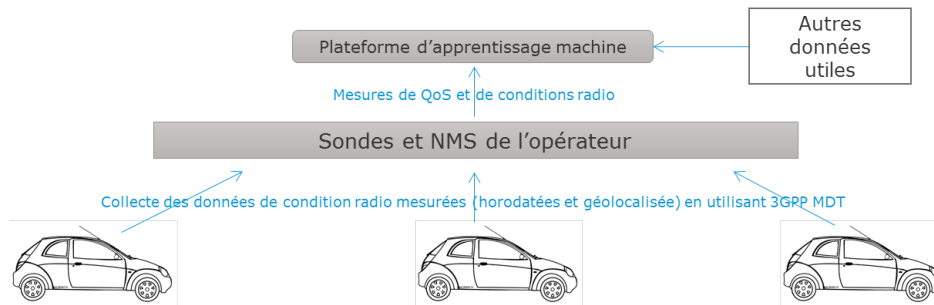 Autres
données
utiles
Plateforme d’apprentissage machine
Mesures de QoS et de conditions radio
Sondes et NMS de l’opérateur
Collecte des données de condition radio mesurées (horodatées et géolocalisée) en utilisant 3GPP MDT